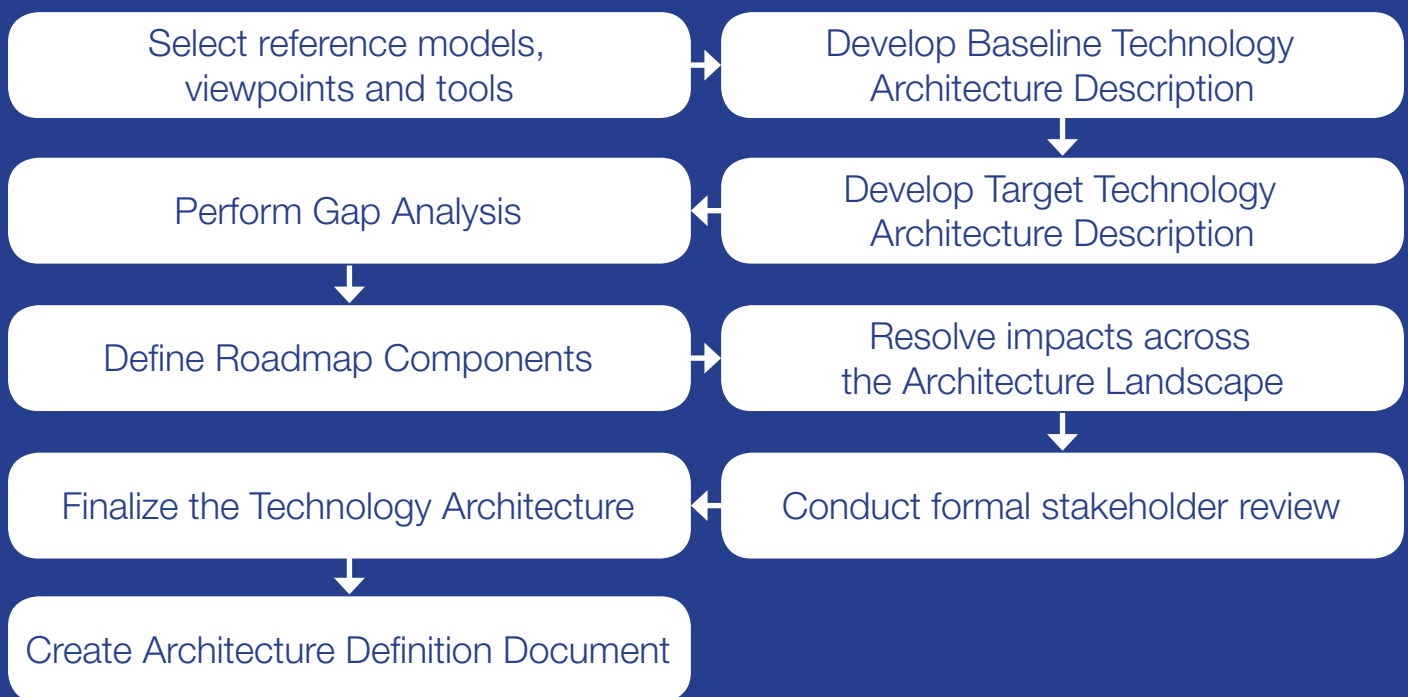 Select reference models,
viewpoints and tools
Develop Baseline Technology
Architecture Description
Develop Target Technology
Architecture Description
Perform Gap Analysis
Define Roadmap Components
Resolve impacts across
the Architecture Landscape
Conduct formal stakeholder review
Finalize the Technology Architecture
Create Architecture Definition Document